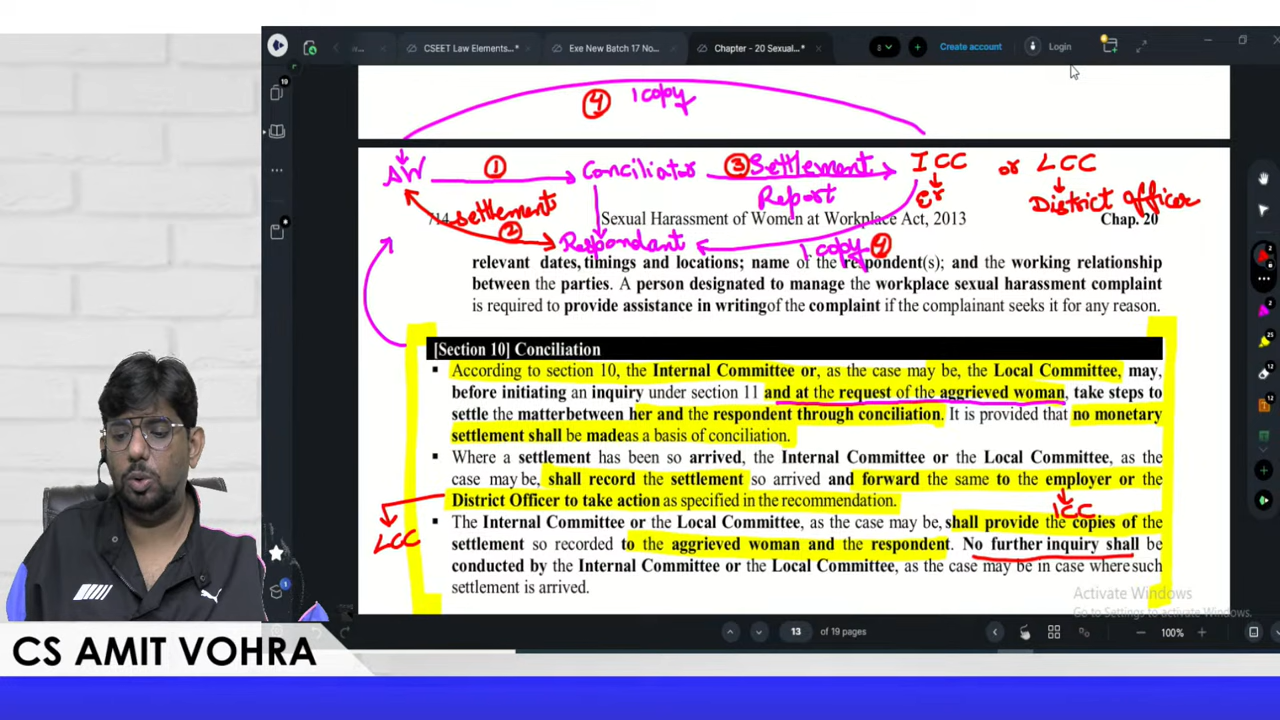 CSEET Law Elements...*
Exe New Batch 17 No...
Chapter - 20 Sexual...*
8
Create account
Login
19
4 1 copy
AW 1 Conciliator 3 Settlement ICC or LCC
Report Er District officer
Settlement 2 Respondant 1 copy 4
714 Sexual Harassment of Women at Workplace Act, 2013 Chap. 20
relevant dates, timings and locations; name of the respondent(s); and the working relationship
between the parties. A person designated to manage the workplace sexual harassment complaint
is required to provide assistance in writingof the complaint if the complainant seeks it for any reason.
[Section 10] Conciliation
▪ According to section 10, the Internal Committee or, as the case may be, the Local Committee, may,
before initiating an inquiry under section 11 and at the request of the aggrieved woman, take steps to
settle the matterbetween her and the respondent through conciliation. It is provided that no monetary
settlement shall be madeas a basis of conciliation.
▪ Where a settlement has been so arrived, the Internal Committee or the Local Committee, as the
case may be, shall record the settlement so arrived and forward the same to the employer or the
District Officer to take action as specified in the recommendation.
ICC
LCC
▪ The Internal Committee or the Local Committee, as the case may be, shall provide the copies of the
settlement so recorded to the aggrieved woman and the respondent. No further inquiry shall be
conducted by the Internal Committee or the Local Committee, as the case may be in case where such
settlement is arrived.
Activate Windows
Go to Settings to activate Windows.
13 of 19 pages
100%
CS AMIT VOHRA